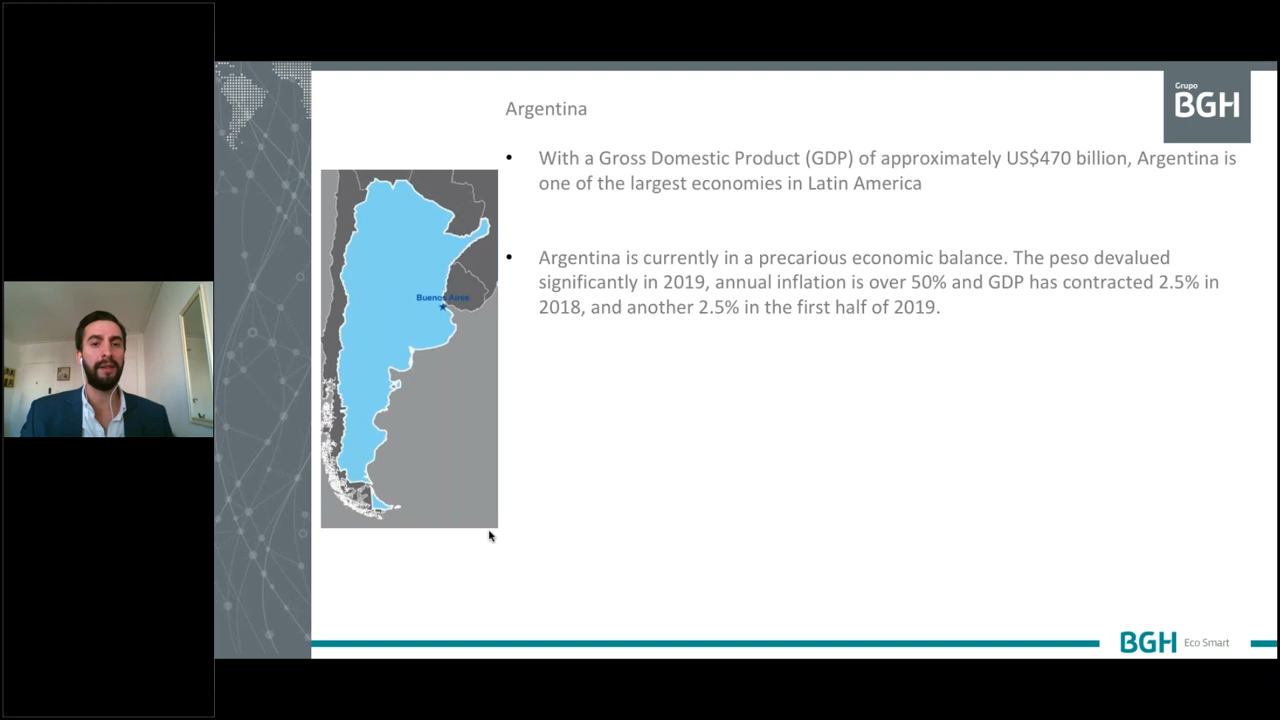 Grupo
BGH
Argentina
• With a Gross Domestic Product (GDP) of approximately US$470 billion, Argentina is
one of the largest economies in Latin America
• Argentina is currently in a precarious economic balance. The peso devalued
significantly in 2019, annual inflation is over 50% and GDP has contracted 2.5% in
2018, and another 2.5% in the first half of 2019.
Buenos Aires
BGH Eco Smart